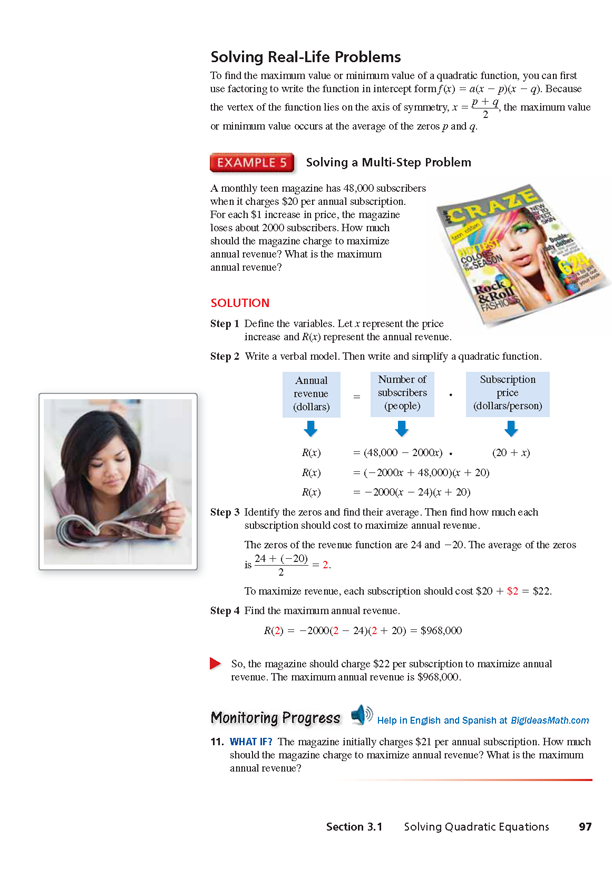 Solving Real-Life Problems
To find the maximum value or minimum value of a quadratic function, you can first
use factoring to write the function in intercept form f(x) = a(x − p)(x − q). Because
the vertex of the function lies on the axis of symmetry, x = (p + q)/2, the maximum value
or minimum value occurs at the average of the zeros p and q.
EXAMPLE 5 Solving a Multi-Step Problem
A monthly teen magazine has 48,000 subscribers
when it charges $20 per annual subscription.
For each $1 increase in price, the magazine
loses about 2000 subscribers. How much
should the magazine charge to maximize
annual revenue? What is the maximum
annual revenue?
CRAZE
teen edition
HOTTEST
COLORS
OF THE SEASON
Rock
& Roll
FASHION
624
SOLUTION
Step 1 Define the variables. Let x represent the price
increase and R(x) represent the annual revenue.
Step 2 Write a verbal model. Then write and simplify a quadratic function.
Annual revenue (dollars) = Number of subscribers (people) • Subscription price (dollars/person)
R(x) = (48,000 − 2000x) • (20 + x)
R(x) = (−2000x + 48,000)(x + 20)
R(x) = −2000(x − 24)(x + 20)
Step 3 Identify the zeros and find their average. Then find how much each
subscription should cost to maximize annual revenue.
The zeros of the revenue function are 24 and −20. The average of the zeros
is (24 + (−20))/2 = 2.
To maximize revenue, each subscription should cost $20 + $2 = $22.
Step 4 Find the maximum annual revenue.
R(2) = −2000(2 − 24)(2 + 20) = $968,000
So, the magazine should charge $22 per subscription to maximize annual
revenue. The maximum annual revenue is $968,000.
Monitoring Progress Help in English and Spanish at BigIdeasMath.com
11. WHAT IF? The magazine initially charges $21 per annual subscription. How much
should the magazine charge to maximize annual revenue? What is the maximum
annual revenue?
Section 3.1 Solving Quadratic Equations 97